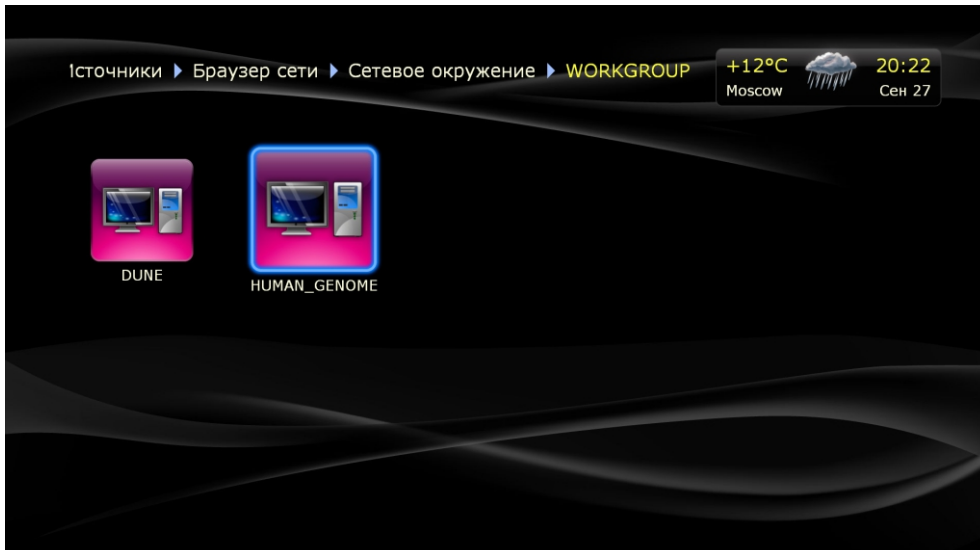 источники Браузер сети Сетевое окружение WORKGROUP
+12°C 20:22
Moscow Сен 27
DUNE
HUMAN_GENOME